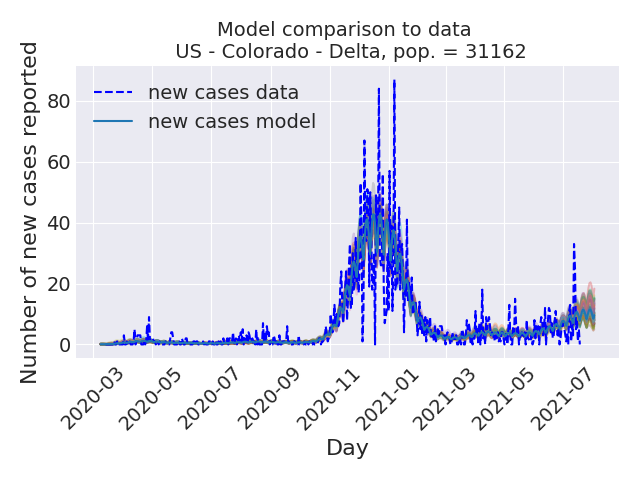 Model comparison to data
US - Colorado - Delta, pop. = 31162
Number of new cases reported
80
60
40
20
0
new cases data
new cases model
2020-03
2020-05
2020-07
2020-09
2020-11
2021-01
2021-03
2021-05
2021-07
Day